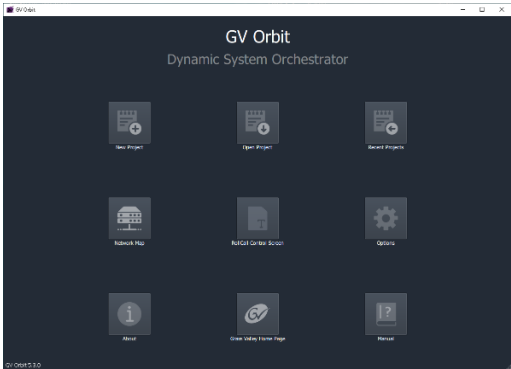 GV Orbit
GV Orbit
Dynamic System Orchestrator
New Project
Open Project
Recent Projects
Network Map
T
RollCall Control Screen
Options
i
GV
?
About
Grass Valley Home Page
Manual
GV Orbit 5.3.0